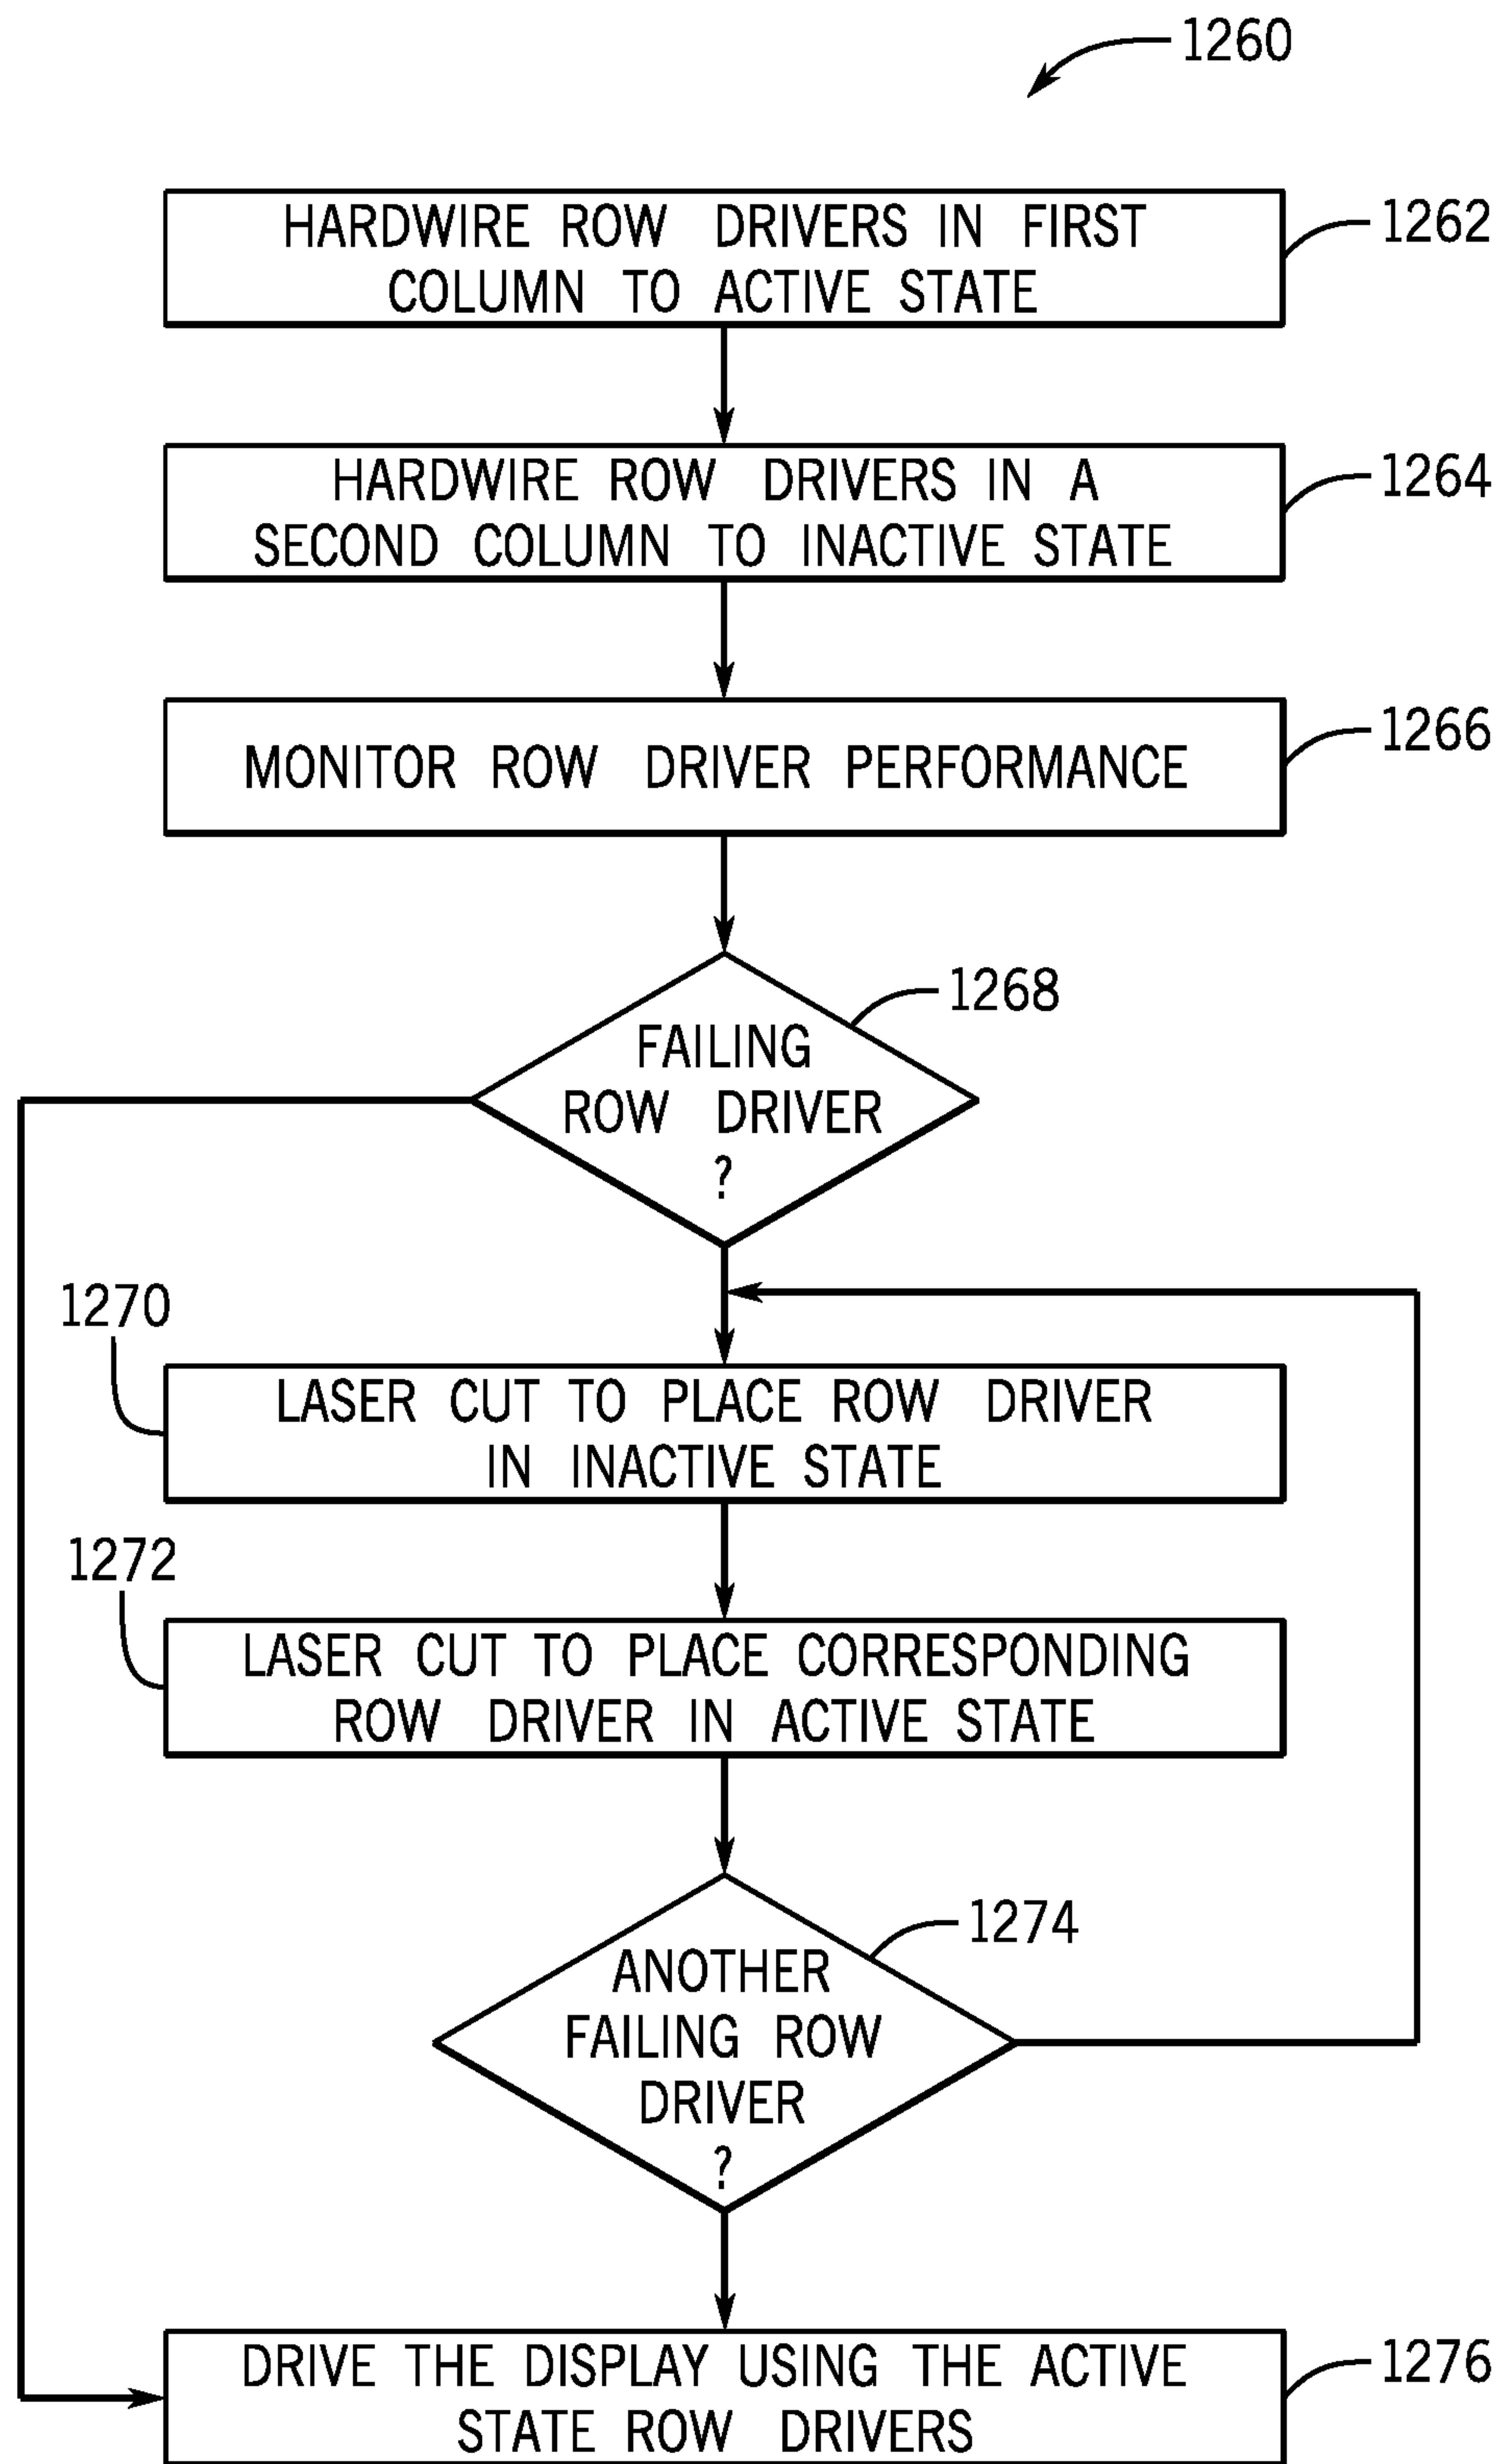 1260
HARDWIRE ROW DRIVERS IN FIRST
COLUMN TO ACTIVE STATE
1262
HARDWIRE ROW DRIVERS IN A
SECOND COLUMN TO INACTIVE STATE
1264
MONITOR ROW DRIVER PERFORMANCE
1266
FAILING
ROW DRIVER
?
1268
1270
LASER CUT TO PLACE ROW DRIVER
IN INACTIVE STATE
1272
LASER CUT TO PLACE CORRESPONDING
ROW DRIVER IN ACTIVE STATE
ANOTHER
FAILING ROW
DRIVER
?
1274
DRIVE THE DISPLAY USING THE ACTIVE
STATE ROW DRIVERS
1276